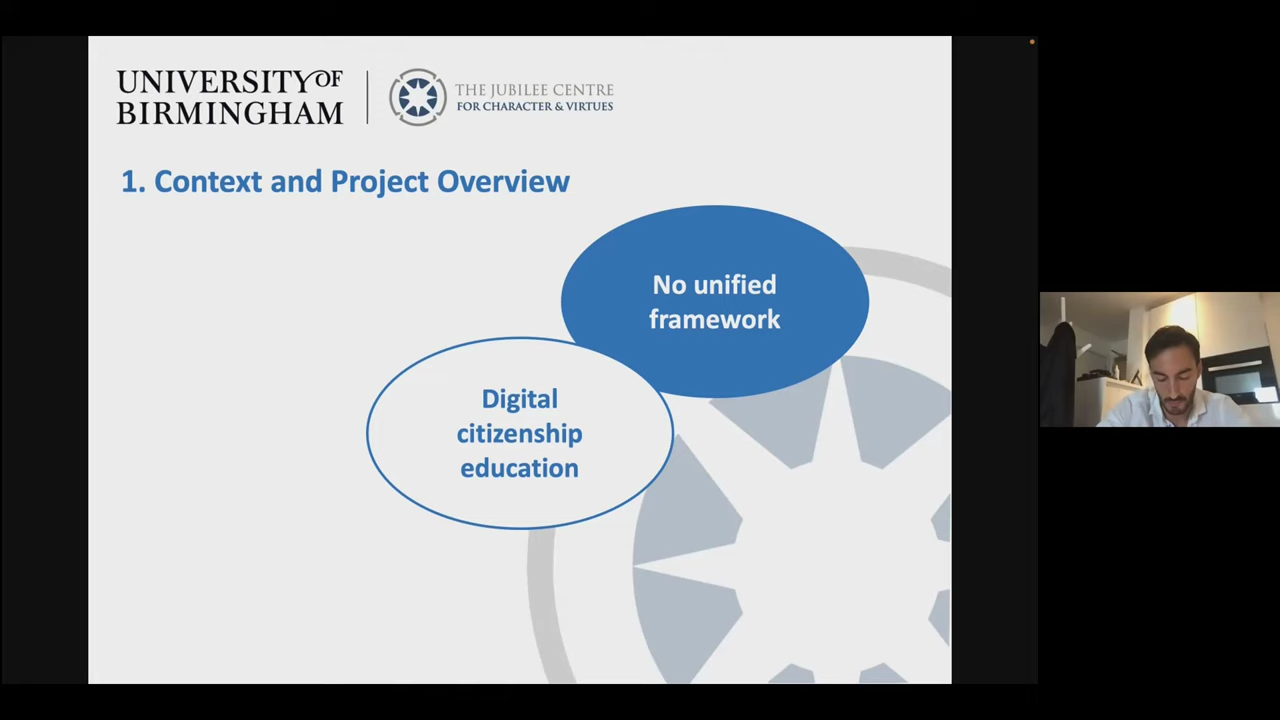 UNIVERSITY OF
BIRMINGHAM
THE JUBILEE CENTRE
FOR CHARACTER & VIRTUES
1. Context and Project Overview
No unified
framework
Digital
citizenship
education